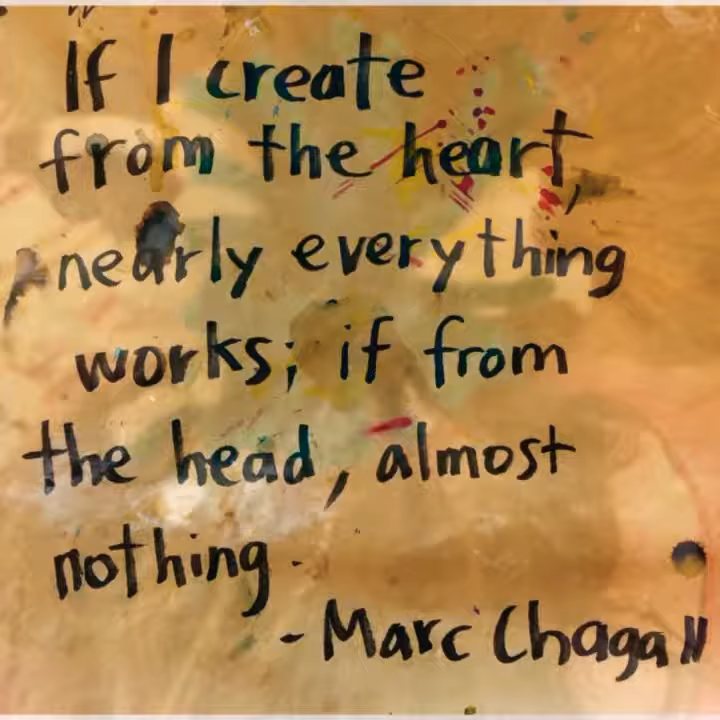 If I create
from the heart,
nearly everything
works; if from
the head, almost
nothing.
- Marc Chagall